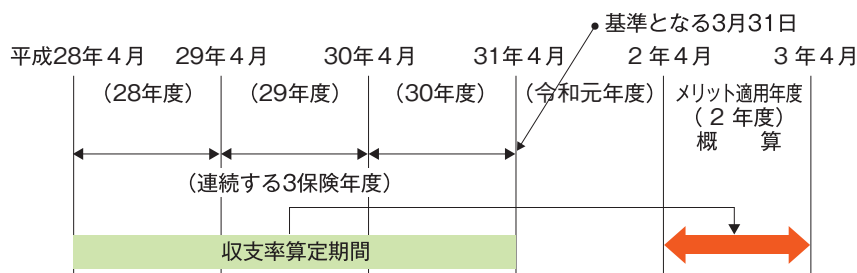 基準となる3月31日
平成28年４月 29年４月 30年４月 31年４月 ２年４月 ３年４月
（28年度） （29年度） （30年度） （令和元年度） メリット適用年度
（２年度）
概　算
（連続する3保険年度）
収支率算定期間